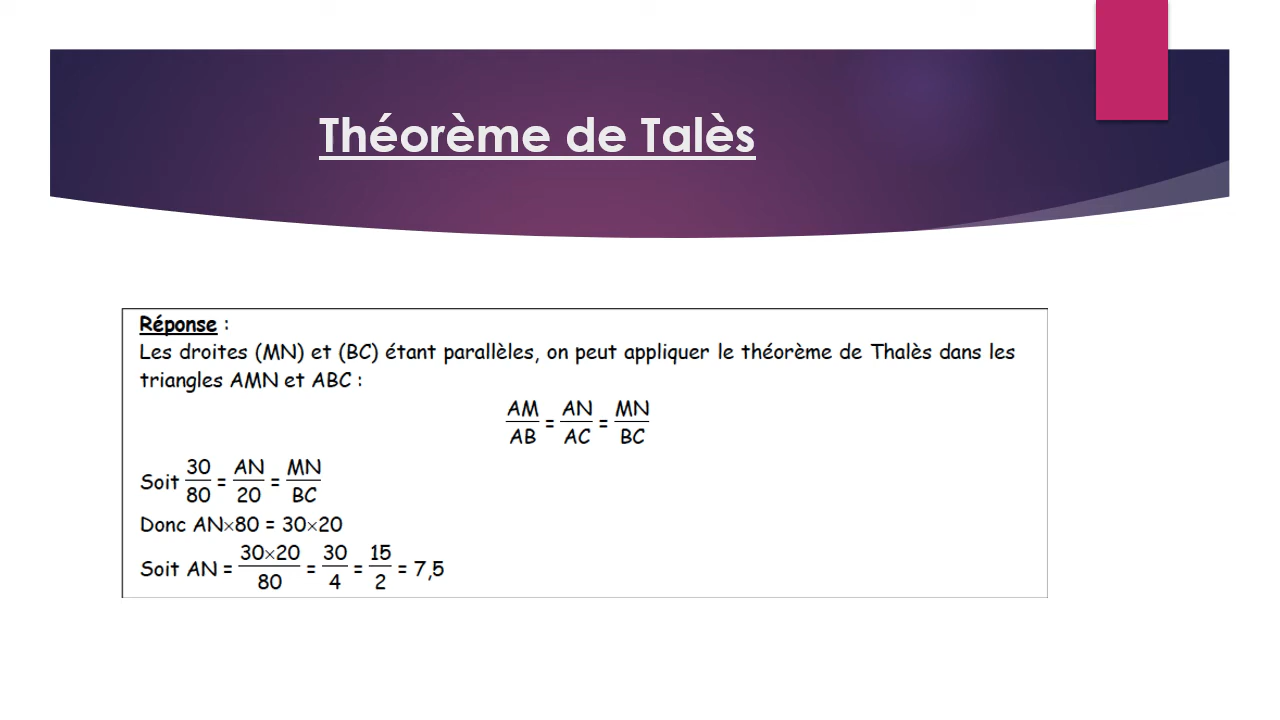 Théorème de Talès
Réponse :
Les droites (MN) et (BC) étant parallèles, on peut appliquer le théorème de Thalès dans les
triangles AMN et ABC :
AM/AB = AN/AC = MN/BC
Soit 30/80 = AN/20 = MN/BC
Donc AN×80 = 30×20
Soit AN = 30×20/80 = 30/4 = 15/2 = 7,5